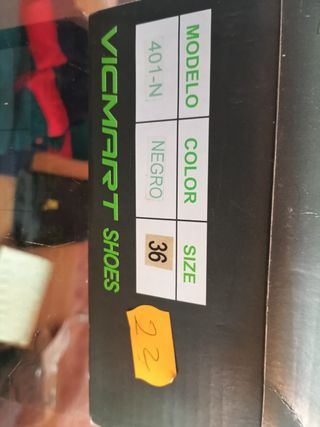 MODELO COLOR SIZE
401-N NEGRO 36
VICMART SHOES
22